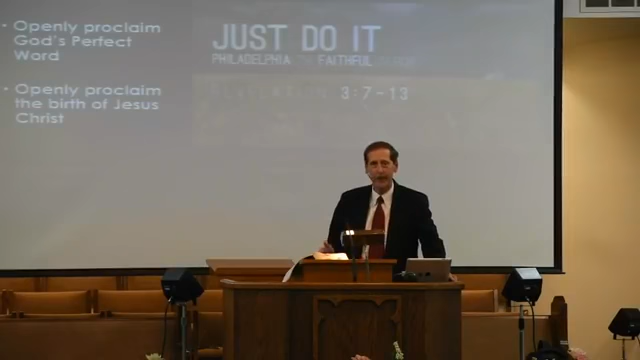 - Openly proclaim
God's Perfect
Word
- Openly proclaim
the birth of Jesus
Christ
JUST DO IT
PHILADELPHIA FAITHFUL
REVELATION 3:7-13